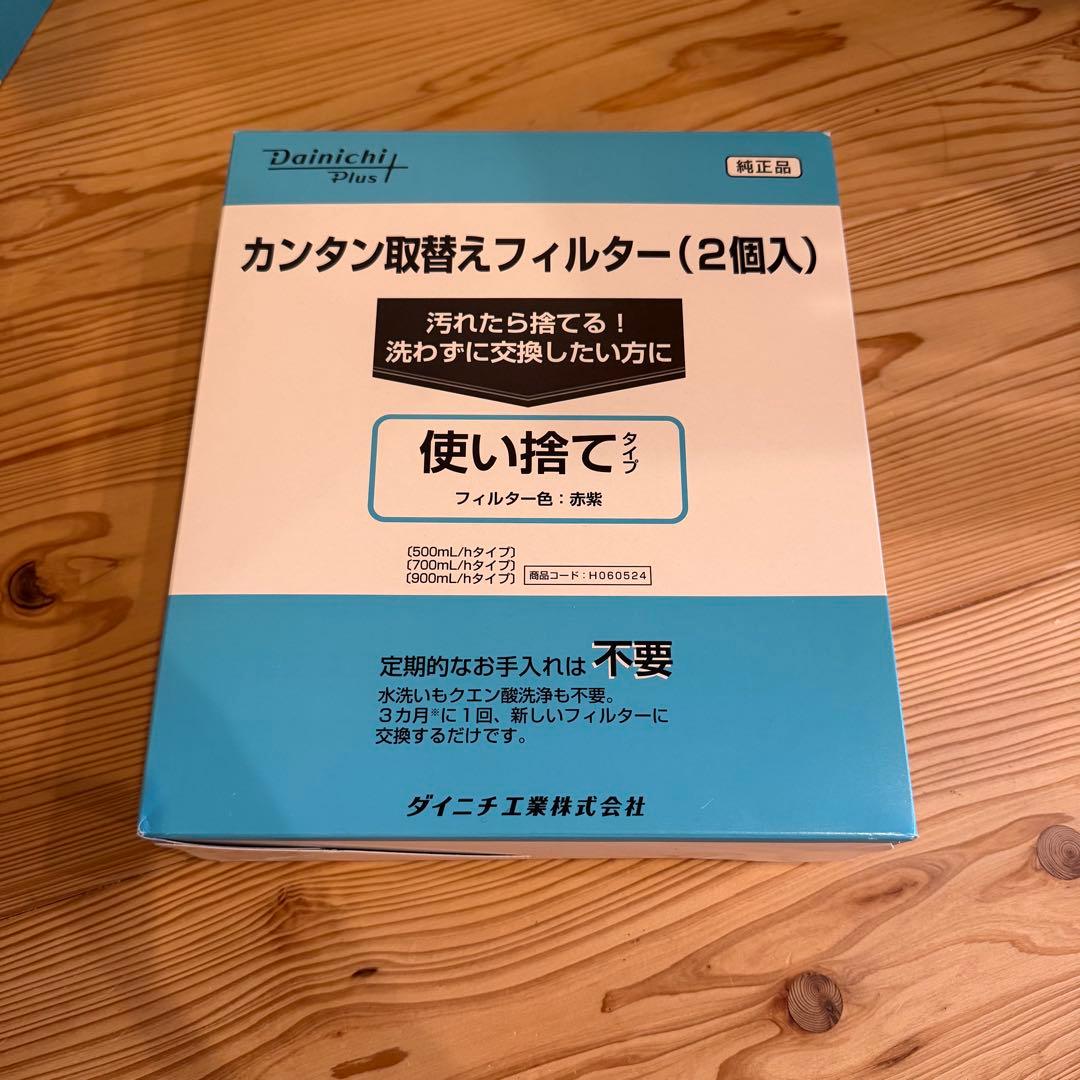 Dainichi Plus
純正品
カンタン取替えフィルター(2個入)
汚れたら捨てる!
洗わずに交換したい方に
使い捨てタイプ
フィルター色:赤紫
〔500mL/hタイプ〕
〔700mL/hタイプ〕
〔900mL/hタイプ〕
商品コード:H060524
定期的なお手入れは不要
水洗いもクエン酸洗浄も不要。
3カ月※に1回、新しいフィルターに
交換するだけです。
ダイニチ工業株式会社